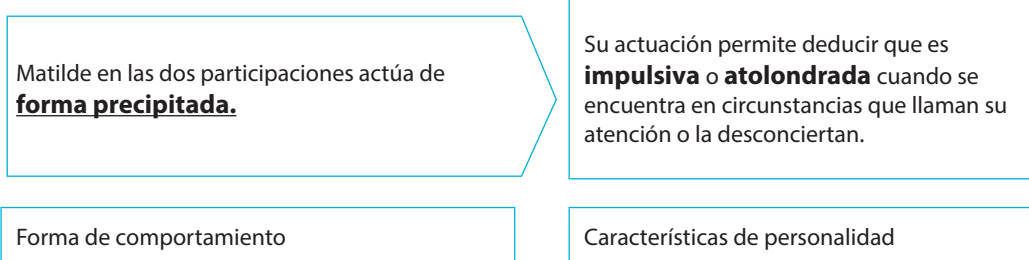 Matilde en las dos participaciones actúa de
forma precipitada.
Su actuación permite deducir que es
impulsiva o atolondrada cuando se
encuentra en circunstancias que llaman su
atención o la desconciertan.
Forma de comportamiento
Características de personalidad